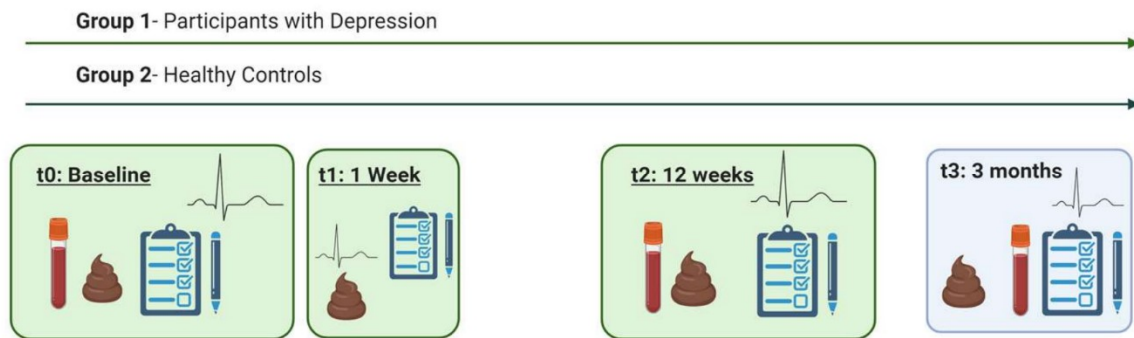 Group 1- Participants with Depression
Group 2- Healthy Controls
t0: Baseline
t1: 1 Week
t2: 12 weeks
t3: 3 months